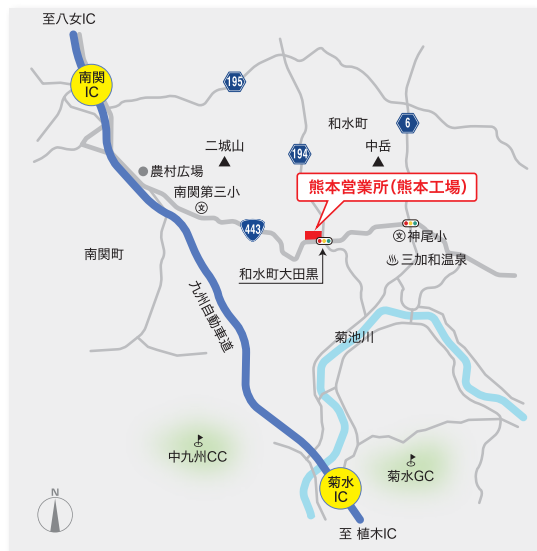 至八女IC
南関
IC
195
和水町
6
二城山
194
中岳
農村広場
熊本営業所(熊本工場)
南関第三小
文
443
文神尾小
南関町
三加和温泉
和水町大田黒
九州自動車道
菊池川
中九州CC
菊水GC
菊水
IC
N
至 植木IC